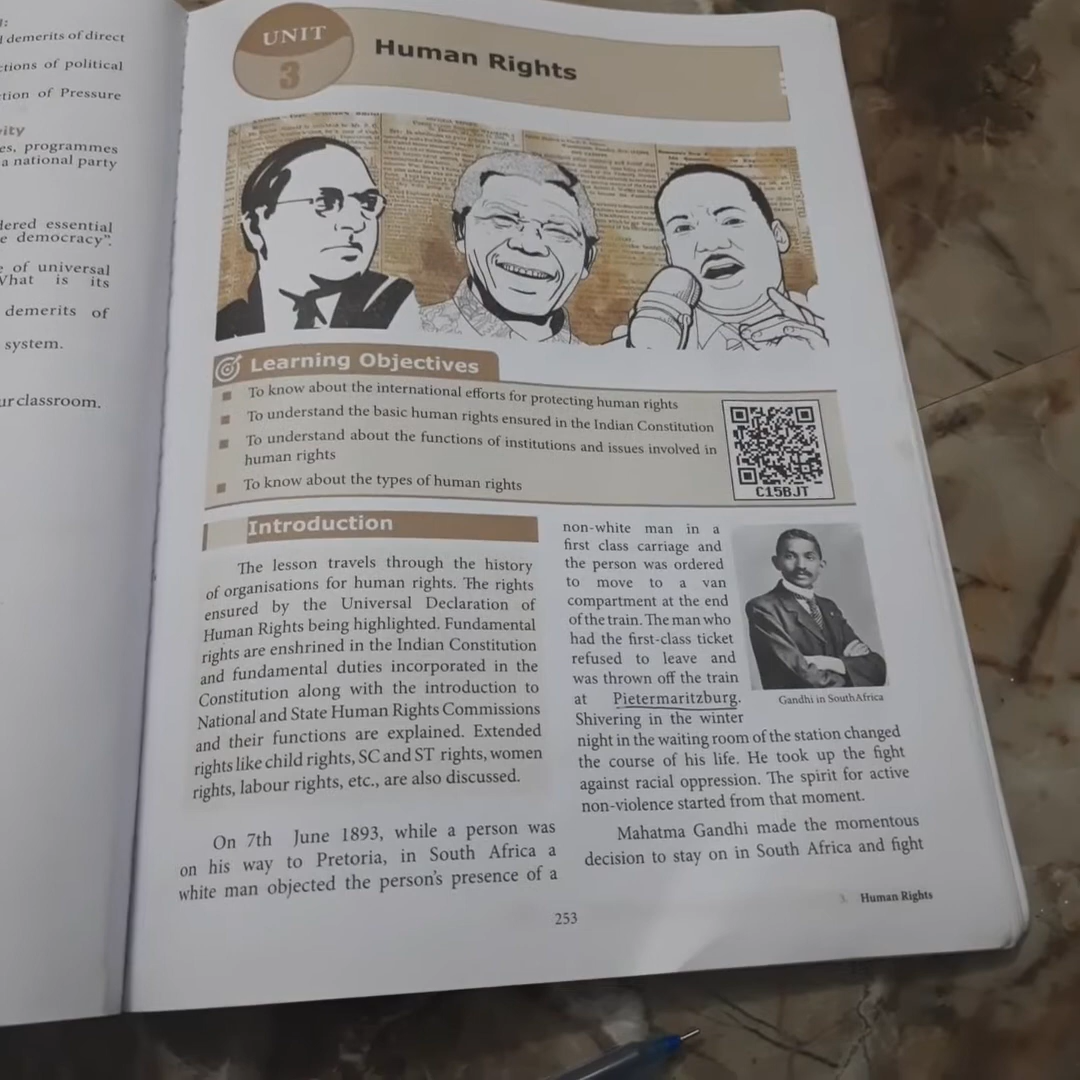 l:
l demerits of direct
ctions of political
ction of Pressure
ity
es, programmes
a national party
lered essential
e democracy".
e of universal
What is its
demerits of
system.
ur classroom.
UNIT
3
Human Rights
Learning Objectives
■ To know about the international efforts for protecting human rights
■ To understand the basic human rights ensured in the Indian Constitution
■ To understand about the functions of institutions and issues involved in
human rights
■ To know about the types of human rights
C15BJT
Introduction
The lesson travels through the history
of organisations for human rights. The rights
ensured by the Universal Declaration of
Human Rights being highlighted. Fundamental
rights are enshrined in the Indian Constitution
and fundamental duties incorporated in the
Constitution along with the introduction to
National and State Human Rights Commissions
and their functions are explained. Extended
rights like child rights, SC and ST rights, women
rights, labour rights, etc., are also discussed.
On 7th June 1893, while a person was
on his way to Pretoria, in South Africa a
white man objected the person's presence of a
non-white man in a
first class carriage and
the person was ordered
to move to a van
compartment at the end
of the train. The man who
had the first-class ticket
refused to leave and
was thrown off the train
at Pietermaritzburg.
Shivering in the winter
night in the waiting room of the station changed
the course of his life. He took up the fight
against racial oppression. The spirit for active
non-violence started from that moment.
Gandhi in SouthAfrica
Mahatma Gandhi made the momentous
decision to stay on in South Africa and fight
3. Human Rights
253